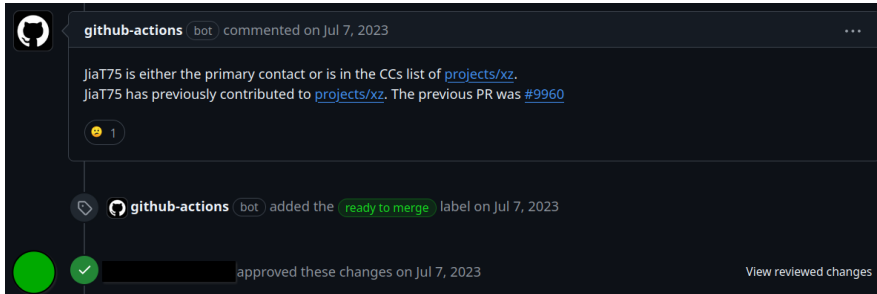 github-actions bot commented on Jul 7, 2023
JiaT75 is either the primary contact or is in the CCs list of projects/xz.
JiaT75 has previously contributed to projects/xz. The previous PR was #9960
1
github-actions bot added the ready to merge label on Jul 7, 2023
approved these changes on Jul 7, 2023 View reviewed changes